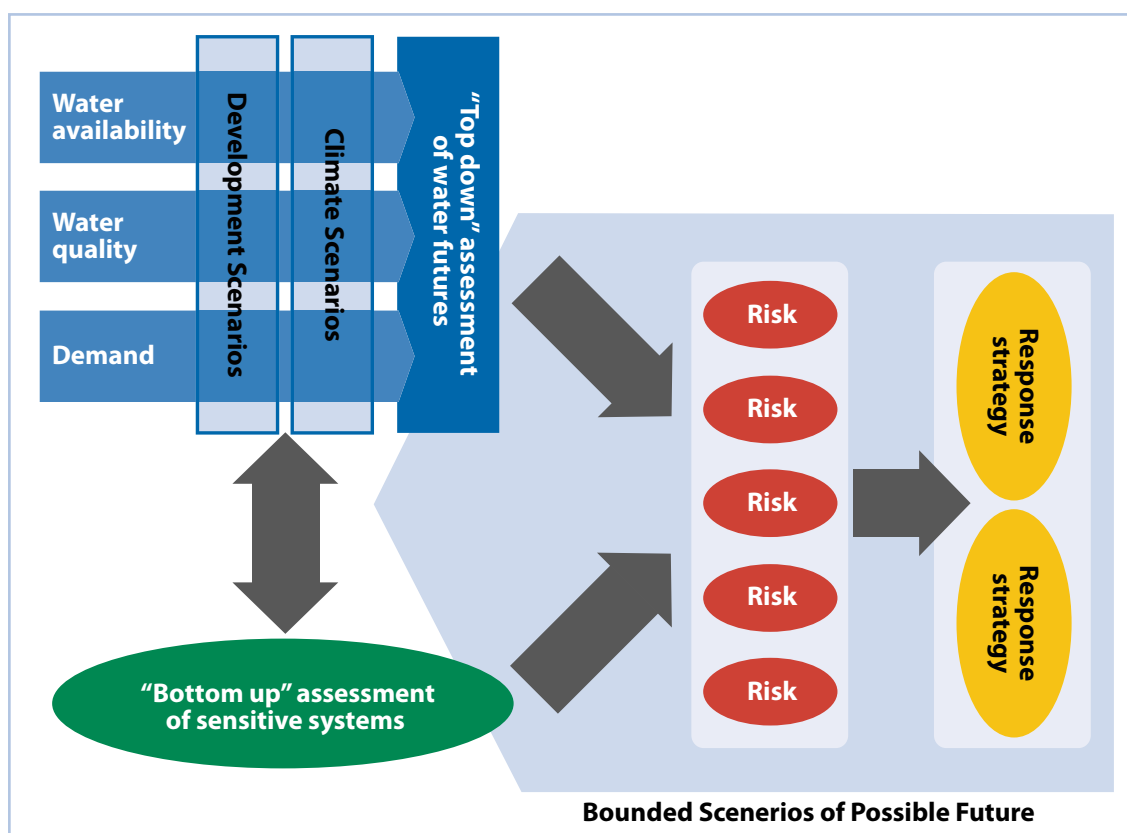 Water
availability
Water
quality
Demand
Development Scenarios
Climate Scenarios
“Top down” assessment
of water futures
“Bottom up” assessment
of sensitive systems
Risk
Risk
Risk
Risk
Risk
Response
strategy
Response
strategy
Bounded Scenerios of Possible Future